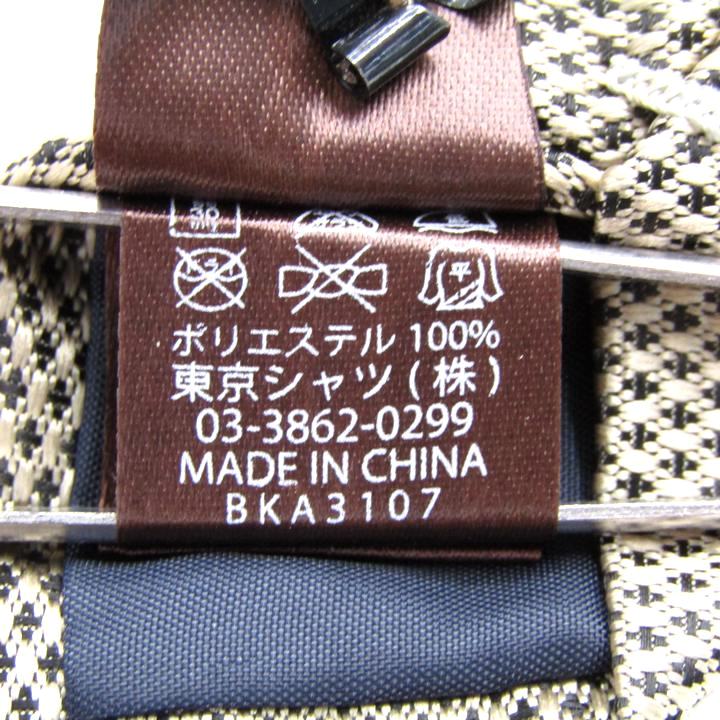 平
ポリエステル 100%
東京シャツ (株)
03-3862-0299
MADE IN CHINA
BKA3107